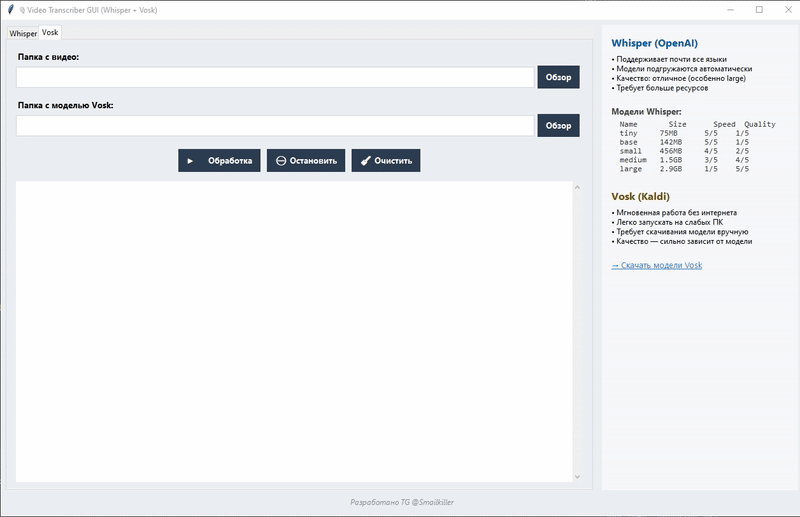 Video Transcriber GUI (Whisper + Vosk)
Whisper Vosk
Папка с видео:
Обзор
Папка с моделью Vosk:
Обзор
Обработка Остановить Очистить
Whisper (OpenAI)
• Поддерживает почти все языки
• Модели подгружаются автоматически
• Качество: отличное (особенно large)
• Требует больше ресурсов
Модели Whisper:
Name Size Speed Quality
tiny 75MB 5/5 1/5
base 142MB 5/5 1/5
small 456MB 4/5 2/5
medium 1.5GB 3/5 4/5
large 2.9GB 1/5 5/5
Vosk (Kaldi)
• Мгновенная работа без интернета
• Легко запускать на слабых ПК
• Требует скачивания модели вручную
• Качество — сильно зависит от модели
→ Скачать модели Vosk
Разработано TG @Smailkiller